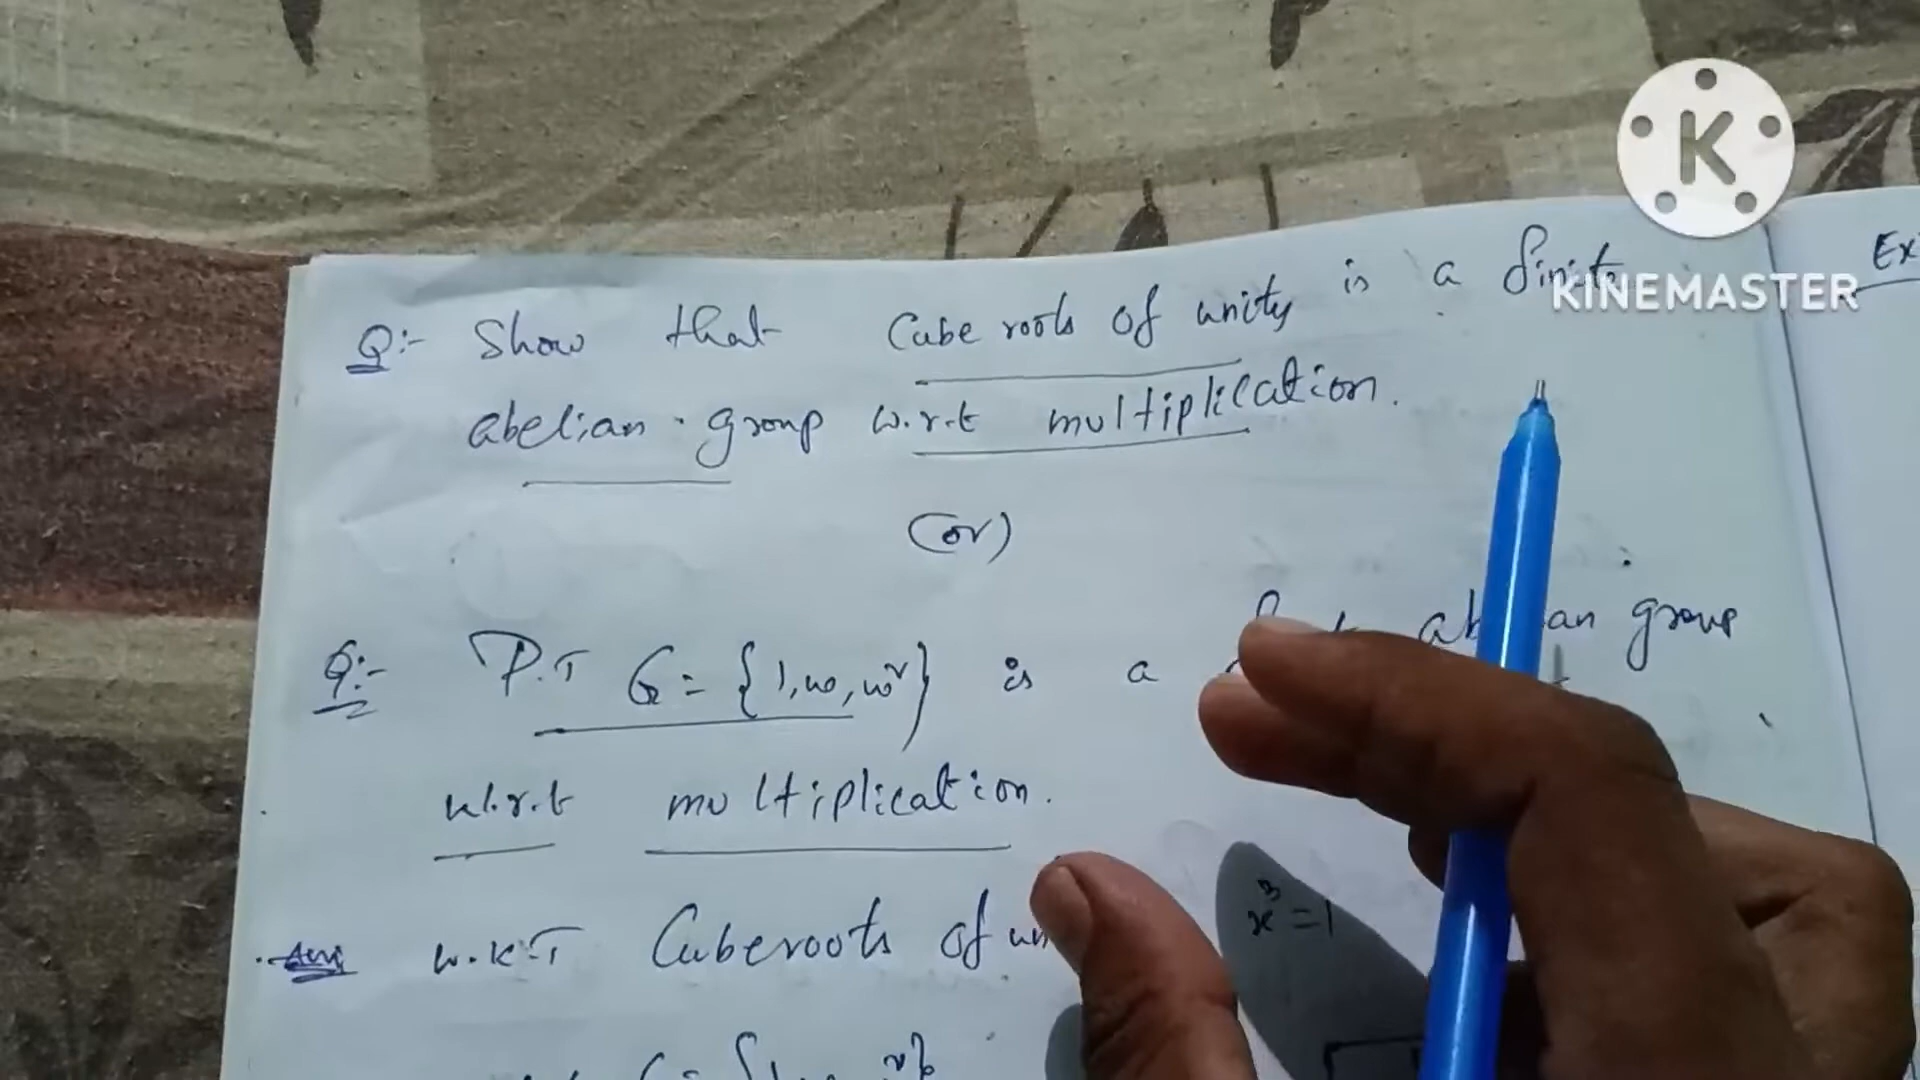 K
KINEMASTER
Ex
Q:- Show that Cube roots of unity is a finite
abelian group w.r.t multiplication.
(or)
Q:- P.T G = {1, ω, ω²} is a group
w.r.t multiplication.
Ans W.K.T Cuberoots of
x³ = 1